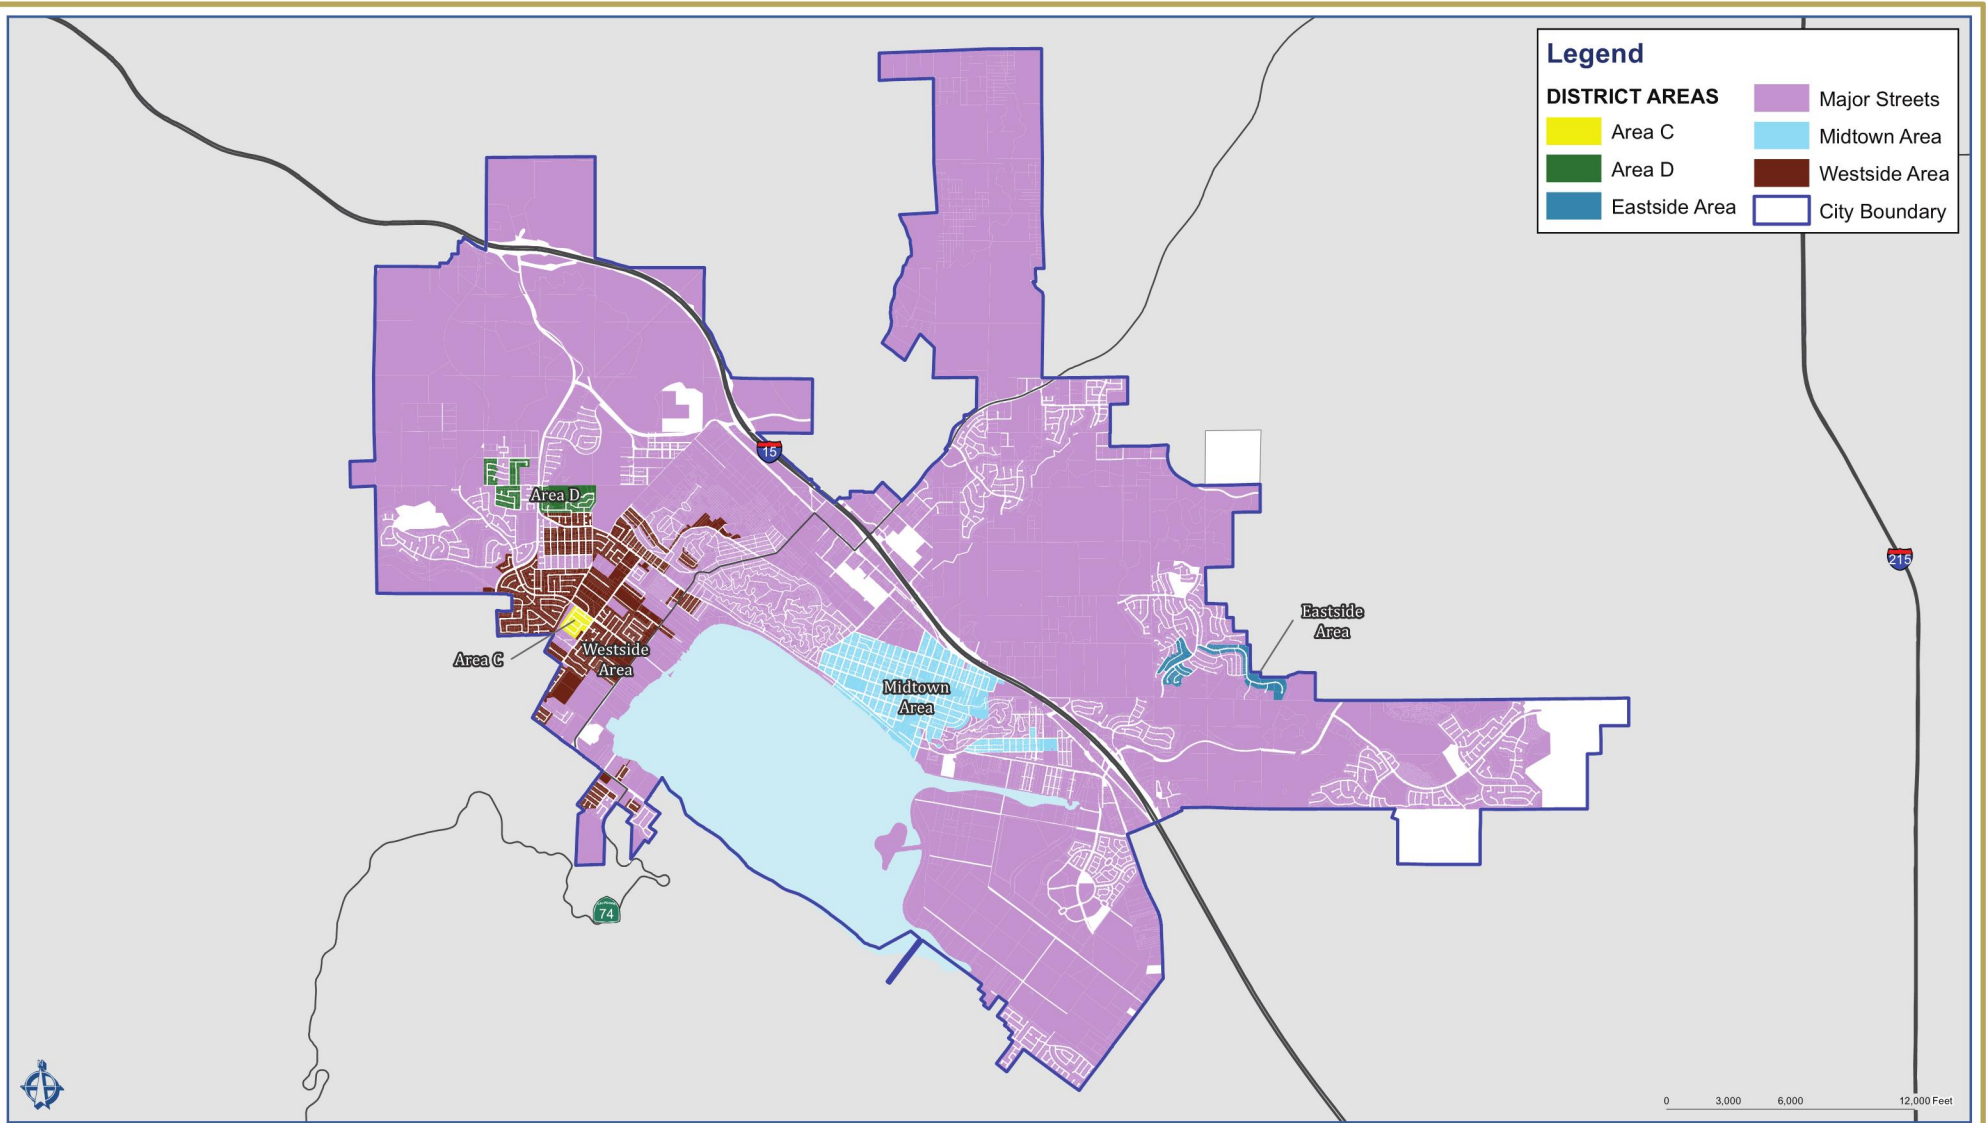 Legend
DISTRICT AREAS
Area C
Area D
Eastside Area
Major Streets
Midtown Area
Westside Area
City Boundary
15
Area D
215
Eastside
Area
Area C
Westside
Area
Midtown
Area
74
0 3,000 6,000 12,000 Feet